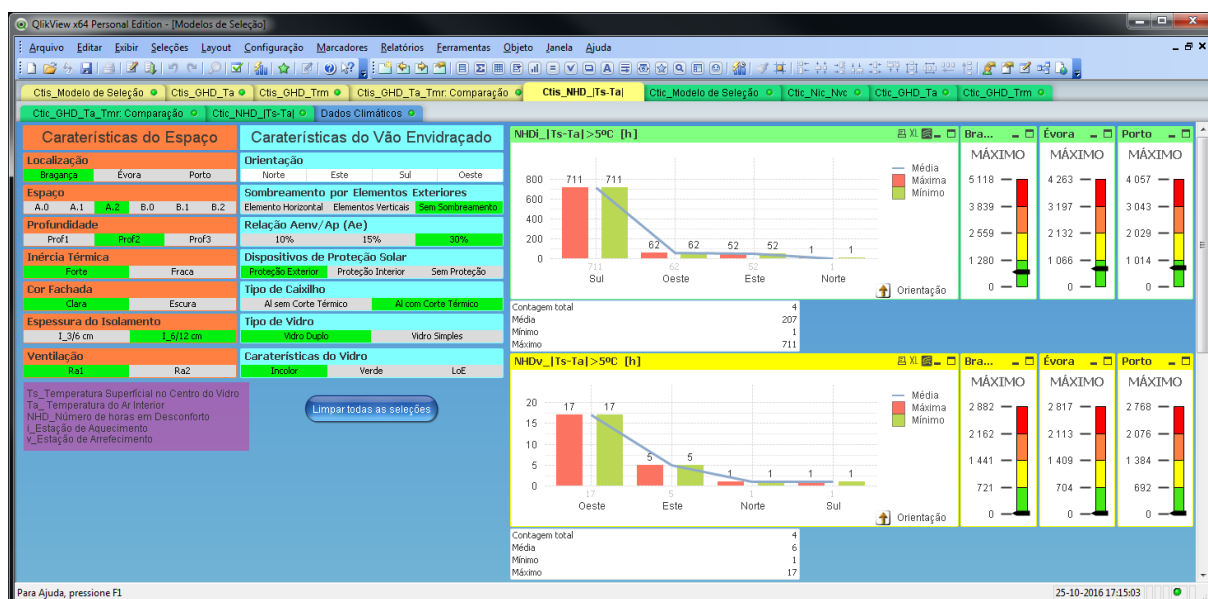 QlikView x64 Personal Edition - [Modelos de Seleção]
Arquivo Editar Exibir Seleções Layout Configuração Marcadores Relatórios Ferramentas Objeto Janela Ajuda
Ctis_Modelo de Seleção Ctis_GHD_Ta Ctis_GHD_Trm Ctis_GHD_Ta_Tmr: Comparação Ctis_NHD_|Ts-Ta| Ctic_Modelo de Seleção Ctic_Nic_Nvc Ctic_GHD_Ta Ctic_GHD_Trm
Ctic_GHD_Ta_Tmr: Comparação Ctic_NHD_|Ts-Ta| Dados Climáticos
Caraterísticas do Espaço
Localização
Bragança Évora Porto
Espaço
A.0 A.1 A.2 B.0 B.1 B.2
Profundidade
Prof1 Prof2 Prof3
Inércia Térmica
Forte Fraca
Cor Fachada
Clara Escura
Espessura do Isolamento
I_3/6 cm I_6/12 cm
Ventilação
Ra1 Ra2
Ts_Temperatura Superficial no Centro do Vidro
Ta_ Temperatura do Ar Interior
NHD_Número de horas em Desconforto
i_Estação de Aquecimento
v_Estação de Arrefecimento
Caraterísticas do Vão Envidraçado
Orientação
Norte Este Sul Oeste
Sombreamento por Elementos Exteriores
Elemento Horizontal Elementos Verticais Sem Sombreamento
Relação Aenv/Ap (Ae)
10% 15% 30%
Dispositivos de Proteção Solar
Proteção Exterior Proteção Interior Sem Proteção
Tipo de Caixilho
Al sem Corte Térmico Al com Corte Térmico
Tipo de Vidro
Vidro Duplo Vidro Simples
Caraterísticas do Vidro
Incolor Verde LoE
Limpar todas as seleções
NHDi_|Ts-Ta|>5ºC [h]
XL
Média
Máxima
Mínimo
800
600
400
200
0
711 711 62 62 52 52 1 1
711 62 52 1
Sul Oeste Este Norte
Orientação
Contagem total 4
Média 207
Mínimo 1
Máximo 711
Bra... Évora Porto
MÁXIMO MÁXIMO MÁXIMO
5 118 4 263 4 057
3 839 3 197 3 043
2 559 2 132 2 029
1 280 1 066 1 014
0 0 0
NHDv_|Ts-Ta|>5ºC [h]
XL
Média
Máxima
Mínimo
20
15
10
5
0
17 17 5 5 1 1 1 1
17 5 1 1
Oeste Este Norte Sul
Orientação
Contagem total 4
Média 6
Mínimo 1
Máximo 17
Bra... Évora Porto
MÁXIMO MÁXIMO MÁXIMO
2 882 2 817 2 768
2 162 2 113 2 076
1 441 1 409 1 384
721 704 692
0 0 0
Para Ajuda, pressione F1
25-10-2016 17:15:03